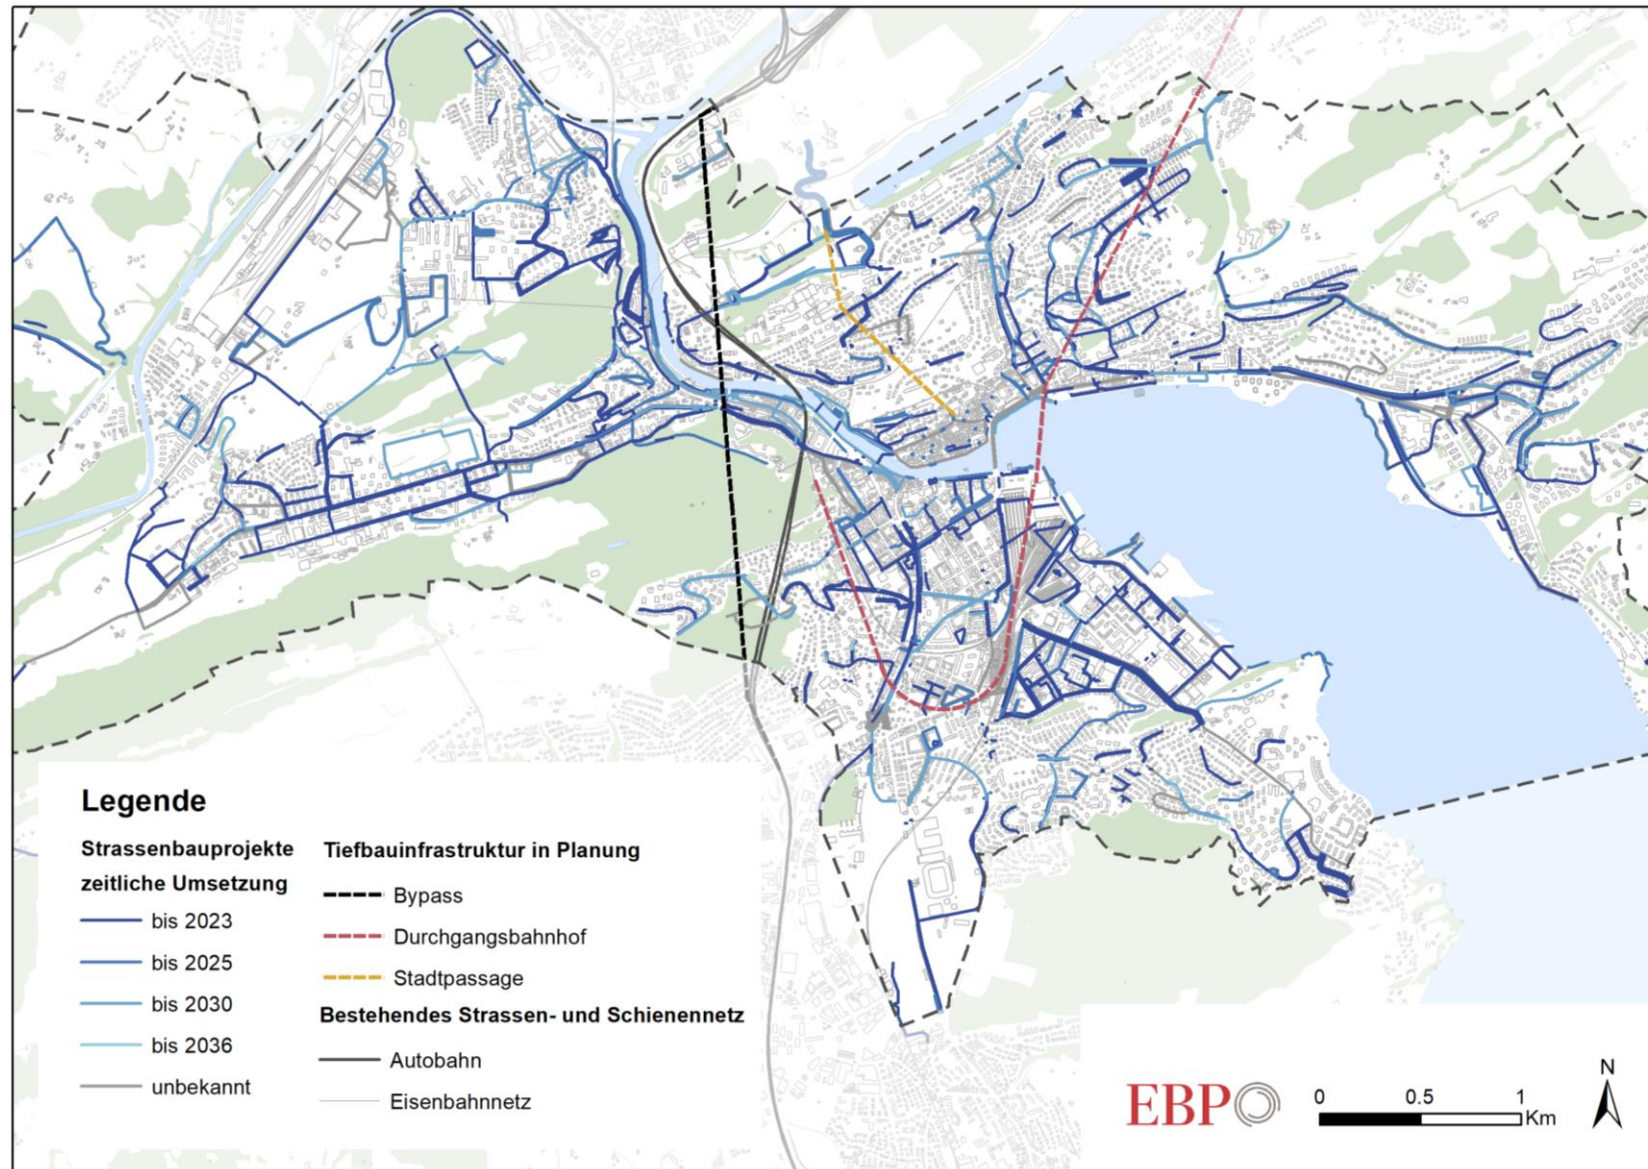 Legende
Strassenbauprojekte
zeitliche Umsetzung
bis 2023
bis 2025
bis 2030
bis 2036
unbekannt
Tiefbauinfrastruktur in Planung
Bypass
Durchgangsbahnhof
Stadtpassage
Bestehendes Strassen- und Schienennetz
Autobahn
Eisenbahnnetz
EBP
0 0.5 1
Km
N